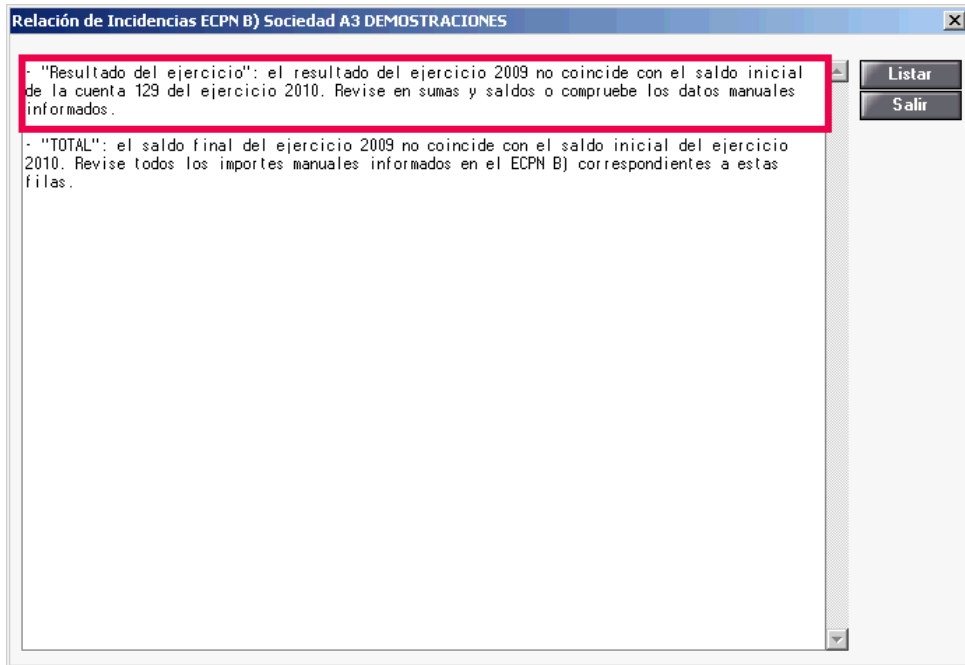 Relación de Incidencias ECPN B) Sociedad A3 DEMOSTRACIONES
- "Resultado del ejercicio": el resultado del ejercicio 2009 no coincide con el saldo inicial
de la cuenta 129 del ejercicio 2010. Revise en sumas y saldos o compruebe los datos manuales
informados.
- "TOTAL": el saldo final del ejercicio 2009 no coincide con el saldo inicial del ejercicio
2010. Revise todos los importes manuales informados en el ECPN B) correspondientes a estas
filas.
Listar
Salir